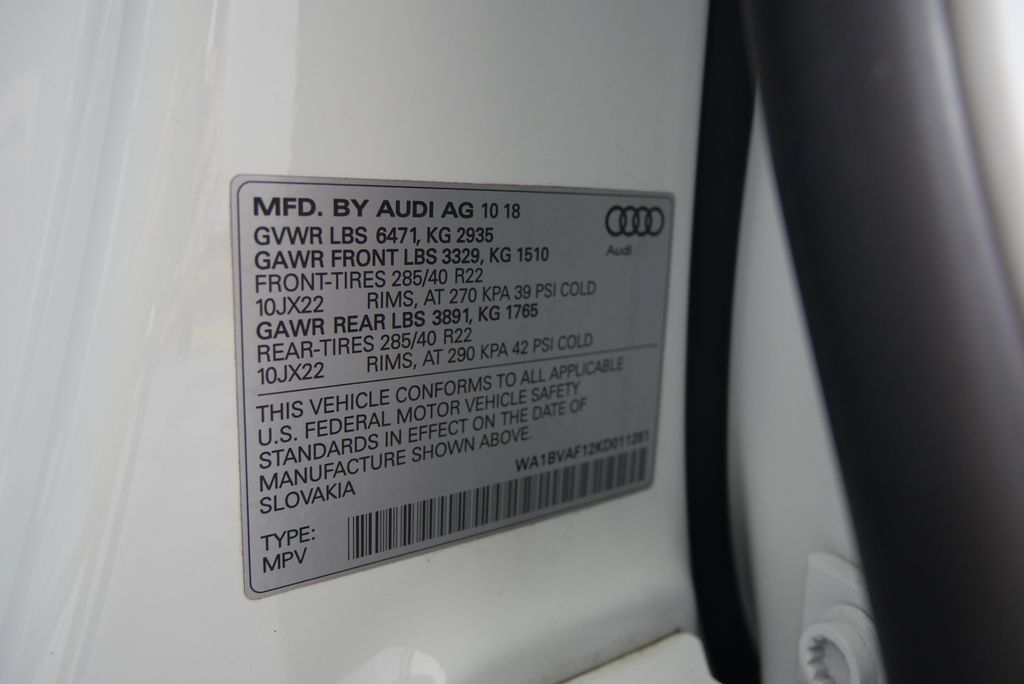 MFD. BY AUDI AG 10 18
GVWR LBS 6471, KG 2935
GAWR FRONT LBS 3329, KG 1510
FRONT-TIRES 285/40 R22
10JX22 RIMS, AT 270 KPA 39 PSI COLD
GAWR REAR LBS 3891, KG 1765
REAR-TIRES 285/40 R22
10JX22 RIMS, AT 290 KPA 42 PSI COLD
Audi
THIS VEHICLE CONFORMS TO ALL APPLICABLE
U.S. FEDERAL MOTOR VEHICLE SAFETY
STANDARDS IN EFFECT ON THE DATE OF
MANUFACTURE SHOWN ABOVE.
SLOVAKIA
WA1BVAF12KD011281
TYPE:
MPV